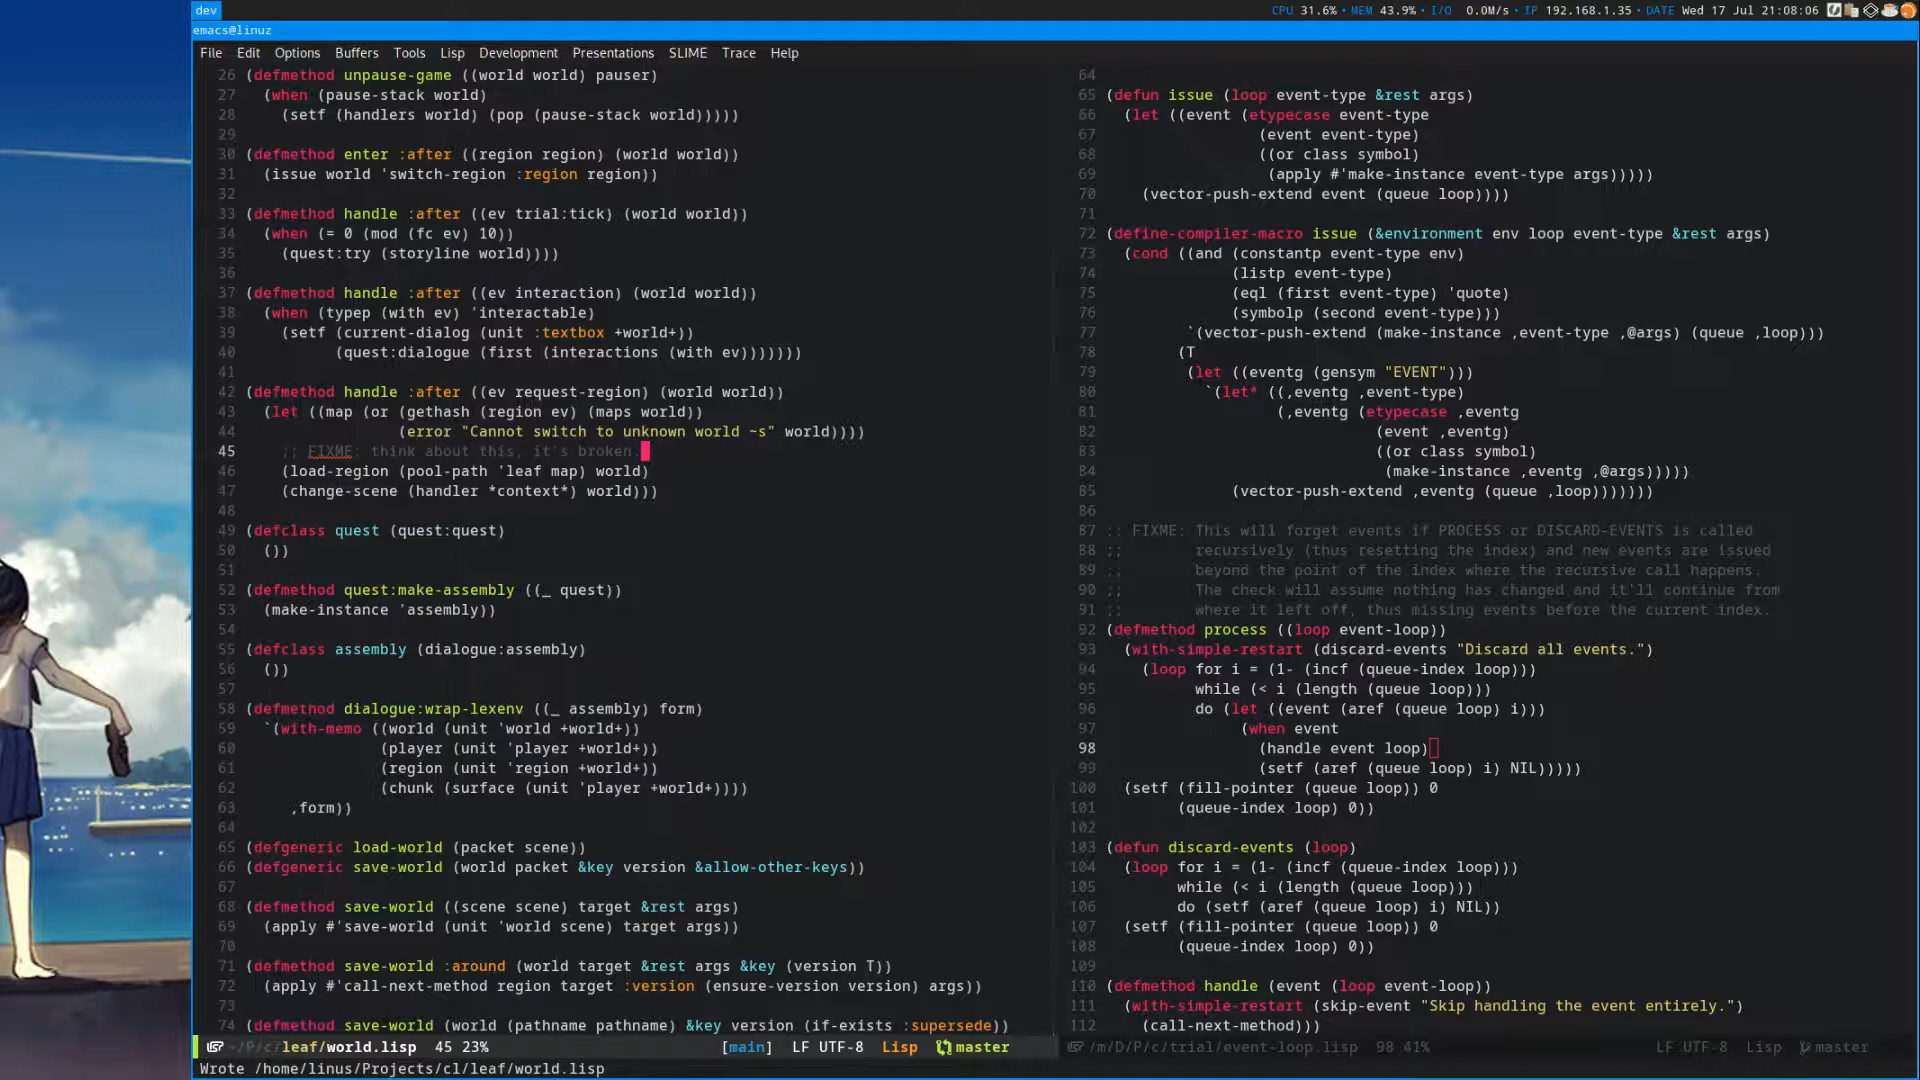 dev
CPU 31.6% • MEM 43.9% • I/O 0.0M/s • IP 192.168.1.35 • DATE Wed 17 Jul 21:08:06
emacs@linuz
File Edit Options Buffers Tools Lisp Development Presentations SLIME Trace Help
26 (defmethod unpause-game ((world world) pauser)
27   (when (pause-stack world)
28     (setf (handlers world) (pop (pause-stack world)))))
29
30 (defmethod enter :after ((region region) (world world))
31   (issue world 'switch-region :region region))
32
33 (defmethod handle :after ((ev trial:tick) (world world))
34   (when (= 0 (mod (fc ev) 10))
35     (quest:try (storyline world))))
36
37 (defmethod handle :after ((ev interaction) (world world))
38   (when (typep (with ev) 'interactable)
39     (setf (current-dialog (unit :textbox +world+))
40           (quest:dialogue (first (interactions (with ev)))))))
41
42 (defmethod handle :after ((ev request-region) (world world))
43   (let ((map (or (gethash (region ev) (maps world))
44                  (error "Cannot switch to unknown world ~s" world))))
45     ;; FIXME: think about this, it's broken.
46     (load-region (pool-path 'leaf map) world)
47     (change-scene (handler *context*) world)))
48
49 (defclass quest (quest:quest)
50   ())
51
52 (defmethod quest:make-assembly ((_ quest))
53   (make-instance 'assembly))
54
55 (defclass assembly (dialogue:assembly)
56   ())
57
58 (defmethod dialogue:wrap-lexenv ((_ assembly) form)
59   `(with-memo ((world (unit 'world +world+))
60                (player (unit 'player +world+))
61                (region (unit 'region +world+))
62                (chunk (surface (unit 'player +world+))))
63      ,form))
64
65 (defgeneric load-world (packet scene))
66 (defgeneric save-world (world packet &key version &allow-other-keys))
67
68 (defmethod save-world ((scene scene) target &rest args)
69   (apply #'save-world (unit 'world scene) target args))
70
71 (defmethod save-world :around (world target &rest args &key (version T))
72   (apply #'call-next-method region target :version (ensure-version version) args))
73
74 (defmethod save-world (world (pathname pathname) &key version (if-exists :supersede))
~/P/c/leaf/world.lisp 45 23% [main] LF UTF-8 Lisp master
64
65 (defun issue (loop event-type &rest args)
66   (let ((event (etypecase event-type
67                  (event event-type)
68                  ((or class symbol)
69                   (apply #'make-instance event-type args)))))
70     (vector-push-extend event (queue loop))))
71
72 (define-compiler-macro issue (&environment env loop event-type &rest args)
73   (cond ((and (constantp event-type env)
74               (listp event-type)
75               (eql (first event-type) 'quote)
76               (symbolp (second event-type)))
77          `(vector-push-extend (make-instance ,event-type ,@args) (queue ,loop)))
78         (T
79          (let ((eventg (gensym "EVENT")))
80            `(let* ((,eventg ,event-type)
81                    (,eventg (etypecase ,eventg
82                               (event ,eventg)
83                               ((or class symbol)
84                                (make-instance ,eventg ,@args)))))
85               (vector-push-extend ,eventg (queue ,loop)))))))
86
87 ;; FIXME: This will forget events if PROCESS or DISCARD-EVENTS is called
88 ;;        recursively (thus resetting the index) and new events are issued
89 ;;        beyond the point of the index where the recursive call happens.
90 ;;        The check will assume nothing has changed and it'll continue from
91 ;;        where it left off, thus missing events before the current index.
92 (defmethod process ((loop event-loop))
93   (with-simple-restart (discard-events "Discard all events.")
94     (loop for i = (1- (incf (queue-index loop)))
95           while (< i (length (queue loop)))
96           do (let ((event (aref (queue loop) i)))
97                (when event
98                  (handle event loop)
99                  (setf (aref (queue loop) i) NIL)))))
100   (setf (fill-pointer (queue loop)) 0
101         (queue-index loop) 0))
102
103 (defun discard-events (loop)
104   (loop for i = (1- (incf (queue-index loop)))
105         while (< i (length (queue loop)))
106         do (setf (aref (queue loop) i) NIL))
107   (setf (fill-pointer (queue loop)) 0
108         (queue-index loop) 0))
109
110 (defmethod handle (event (loop event-loop))
111   (with-simple-restart (skip-event "Skip handling the event entirely.")
112     (call-next-method)))
/m/D/P/c/trial/event-loop.lisp 98 41% LF UTF-8 Lisp master
Wrote /home/linus/Projects/cl/leaf/world.lisp